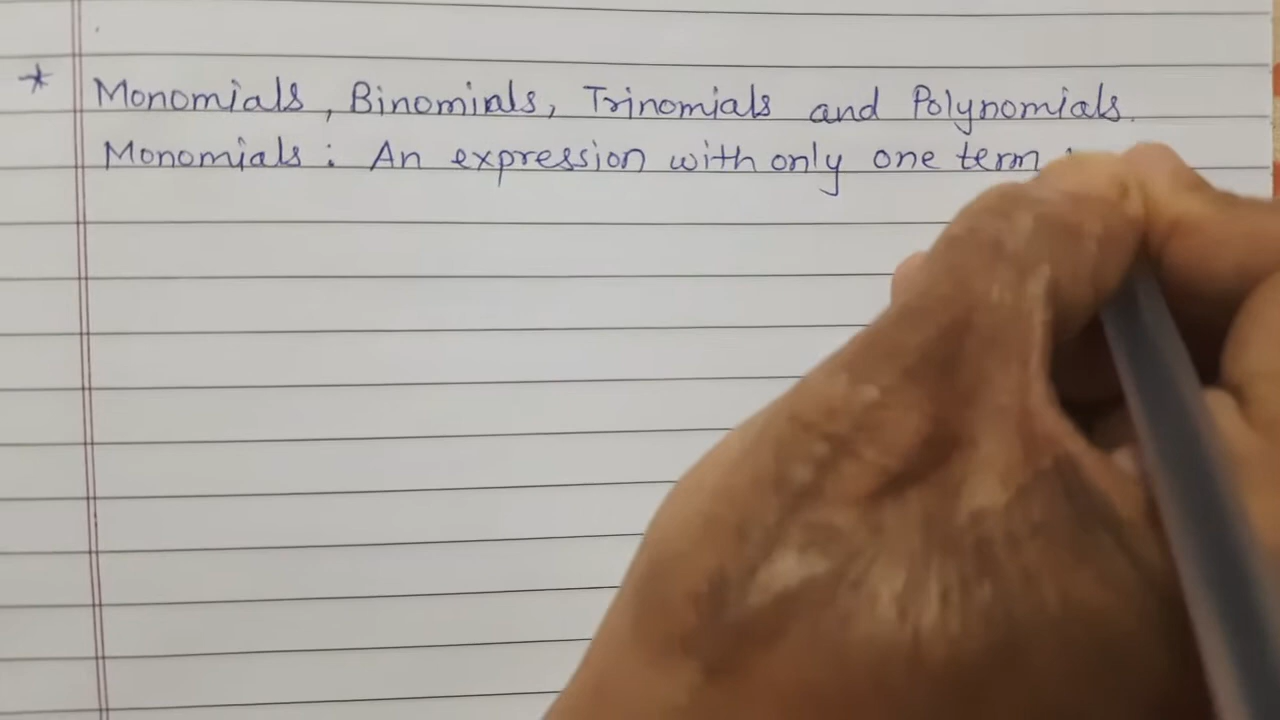 * Monomials, Binomials, Trinomials and Polynomials.
Monomials : An expression with only one term